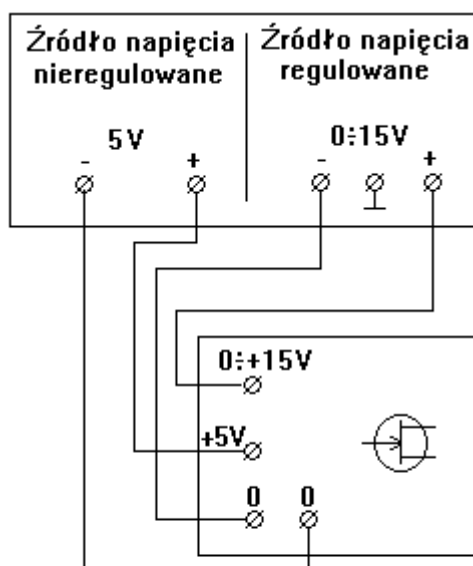 Źródło napięcia
nieregulowane
Źródło napięcia
regulowane
5V
- +
0÷15V
- +
0÷+15V
+5V
0 0